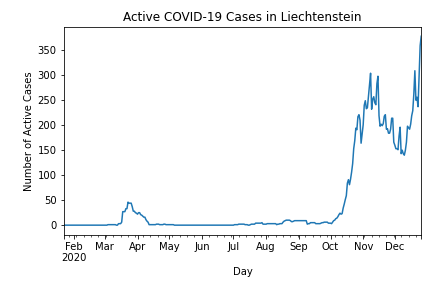 Active COVID-19 Cases in Liechtenstein
Number of Active Cases
350
300
250
200
150
100
50
0
Feb Mar Apr May Jun Jul Aug Sep Oct Nov Dec
2020
Day